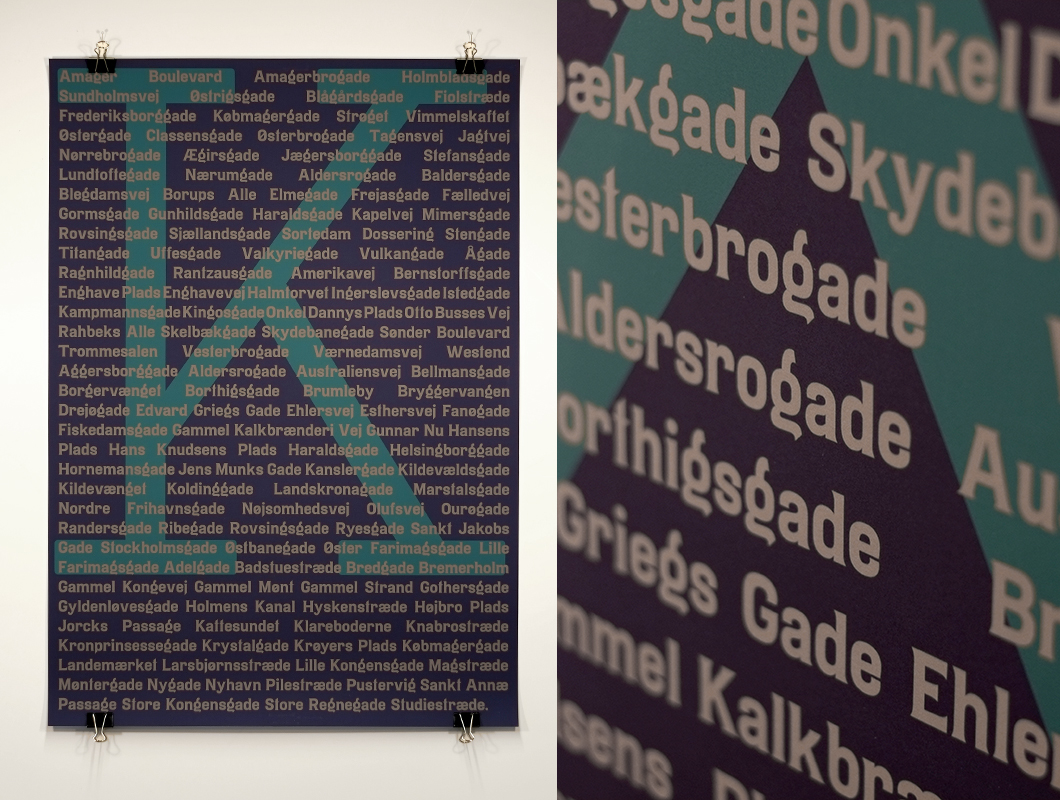 Amager Boulevard Amagerbrogade Holmbladsgade
Sundholmsvej Østrigsgade Blågårdsgade Fiolstræde
Frederiksborggade Købmagergade Strøget Vimmelskaftet
Østergade Classensgade Østerbrogade Tagensvej Jagtvej
Nørrebrogade Ægirsgade Jægersborggade Stefansgade
Lundtoftegade Nærumgade Aldersrogade Baldersgade
Blegdamsvej Borups Alle Elmegade Frejasgade Fælledvej
Gormsgade Gunhildsgade Haraldsgade Kapelvej Mimersgade
Rovsingsgade Sjællandsgade Sortedam Dossering Stengade
Titangade Uffesgade Valkyriegade Vulkangade Ågade
Ragnhildgade Rantzausgade Amerikavej Bernstorffsgade
Enghave Plads Enghavevej Halmtorvet Ingerslevsgade Istedgade
Kampmannsgade Kingosgade Onkel Dannys Plads Otto Busses Vej
Rahbeks Alle Skelbækgade Skydebanegade Sønder Boulevard
Trommesalen Vesterbrogade Værnedamsvej Westend
Aggersborggade Aldersrogade Australiensvej Bellmansgade
Borgervænget Borthigsgade Brumleby Bryggervangen
Drejøgade Edvard Griegs Gade Ehlersvej Esthersvej Fanøgade
Fiskedamsgade Gammel Kalkbrænderi Vej Gunnar Nu Hansens
Plads Hans Knudsens Plads Haraldsgade Helsingborggade
Hornemansgade Jens Munks Gade Kanslergade Kildevældsgade
Kildevænget Koldinggade Landskronagade Marstalsgade
Nordre Frihavnsgade Nøjsomhedsvej Olufsvej Ourøgade
Randersgade Ribegade Rovsingsgade Ryesgade Sankt Jakobs
Gade Stockholmsgade Østbanegade Øster Farimagsgade Lille
Farimagsgade Adelgade Badstuestræde Bredgade Bremerholm
Gammel Kongevej Gammel Mønt Gammel Strand Gothersgade
Gyldenløvesgade Holmens Kanal Hyskenstræde Højbro Plads
Jorcks Passage Kattesundet Klareboderne Knabrostræde
Kronprinsessegade Krystalgade Krøyers Plads Købmagergade
Landemærket Larsbjørnsstræde Lille Kongensgade Magstræde
Møntergade Nygade Nyhavn Pilestræde Pustervig Sankt Annæ
Passage Store Kongensgade Store Regnegade Studiestræde.
K
gosgade Onkel D
bækgade Skydeb
esterbrogade
Aldersrogade Au
orthigsgade Br
Griegs Gade Ehler
mmel Kalkbræ
nsens